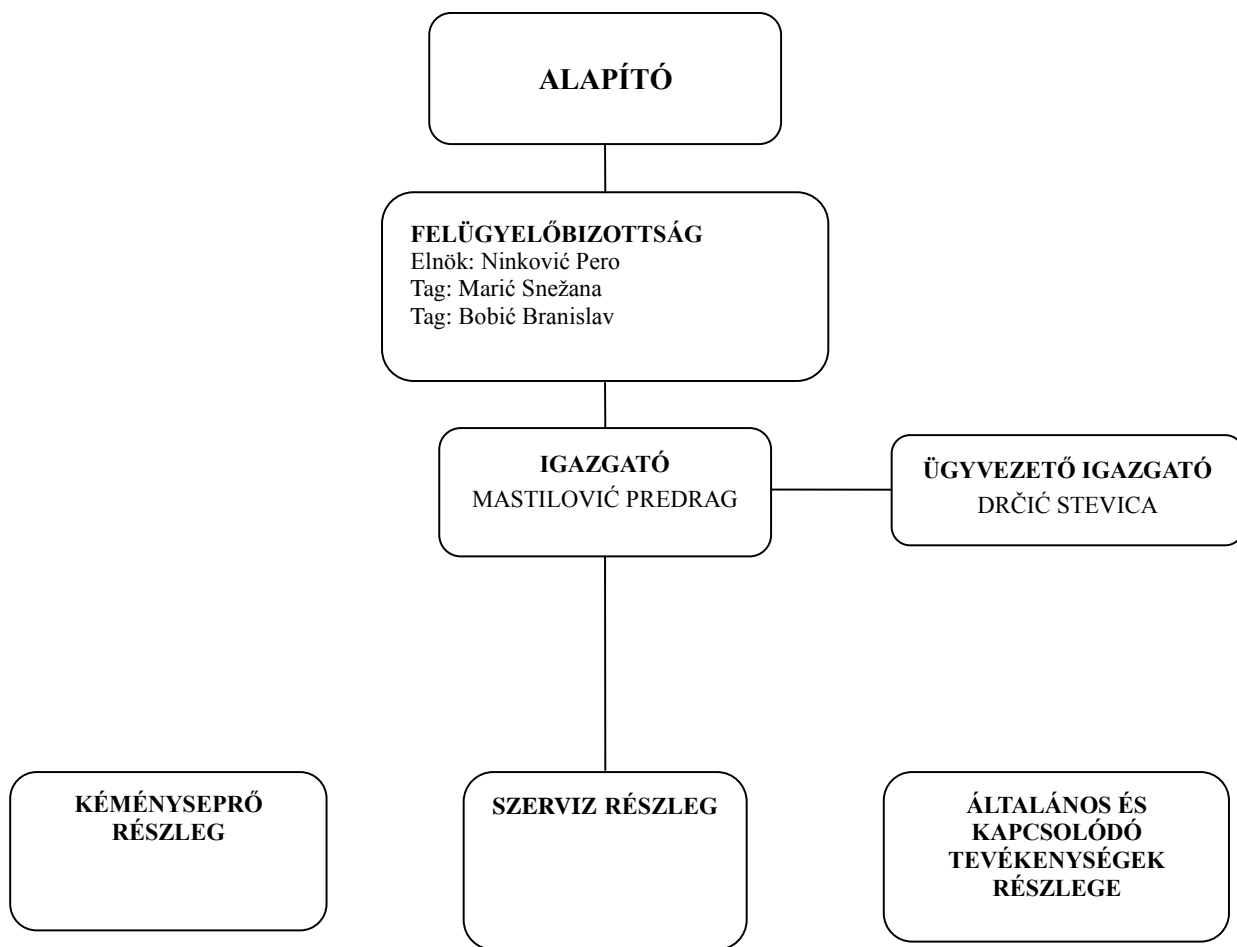 ALAPÍTÓ
FELÜGYELŐBIZOTTSÁG
Elnök: Ninković Pero
Tag: Marić Snežana
Tag: Bobić Branislav
IGAZGATÓ
MASTILOVIĆ PREDRAG
ÜGYVEZETŐ IGAZGATÓ
DRČIĆ STEVICA
KÉMÉNYSEPRŐ
RÉSZLEG
SZERVIZ RÉSZLEG
ÁLTALÁNOS ÉS
KAPCSOLÓDÓ
TEVÉKENYSÉGEK
RÉSZLEGE